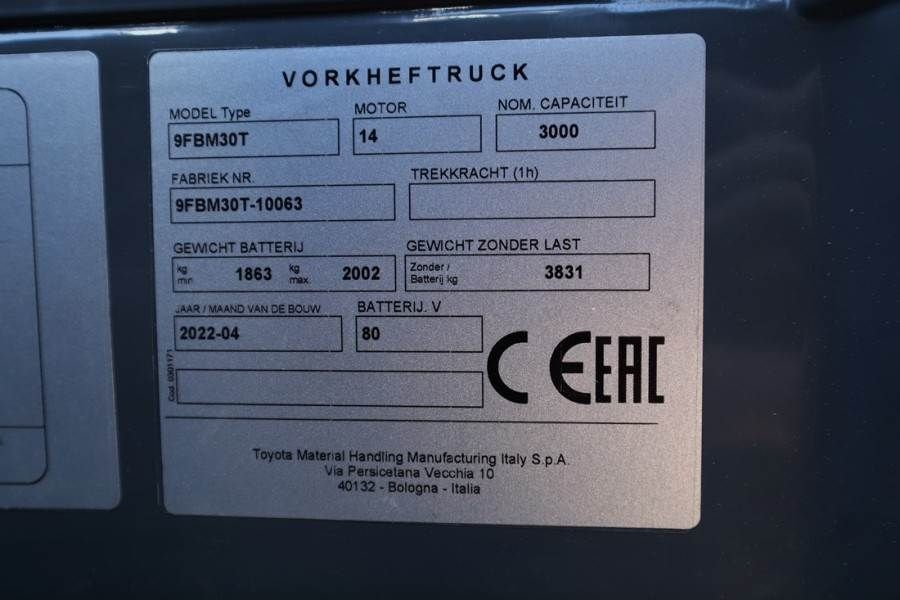 VORKHEFTRUCK
MODEL Type MOTOR NOM. CAPACITEIT
9FBM30T 14 3000
FABRIEK NR. TREKKRACHT (1h)
9FBM30T-10063
GEWICHT BATTERIJ GEWICHT ZONDER LAST
kg min 1863 kg max. 2002 Zonder / Batterij kg 3831
JAAR / MAAND VAN DE BOUW BATTERIJ. V
2022-04 80
CE EAC
Cod. 0301171
Toyota Material Handling Manufacturing Italy S.p.A.
Via Persicetana Vecchia 10
40132 - Bologna - Italia